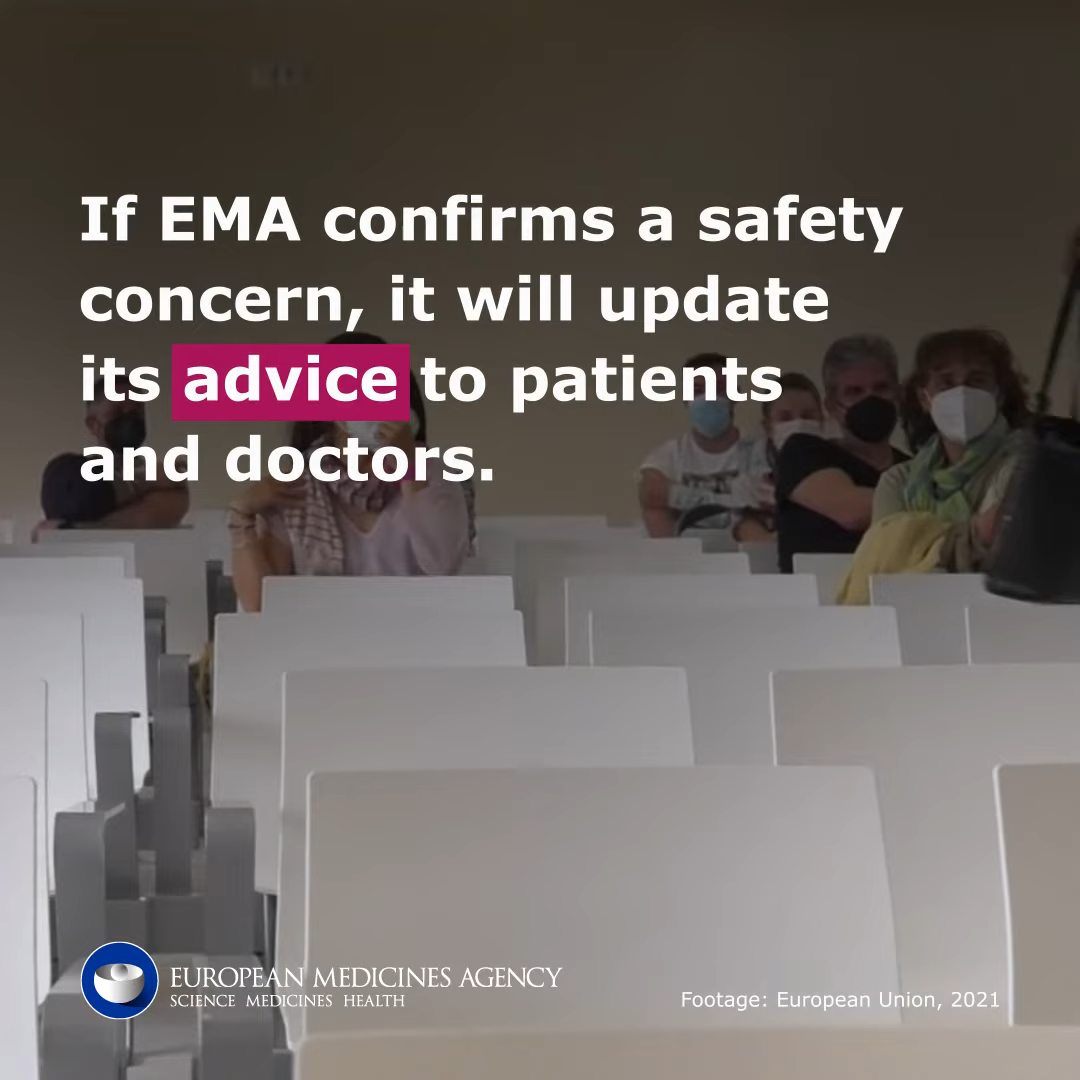 If EMA confirms a safety
concern, it will update
its advice to patients
and doctors.
EUROPEAN MEDICINES AGENCY
SCIENCE MEDICINES HEALTH
Footage: European Union, 2021